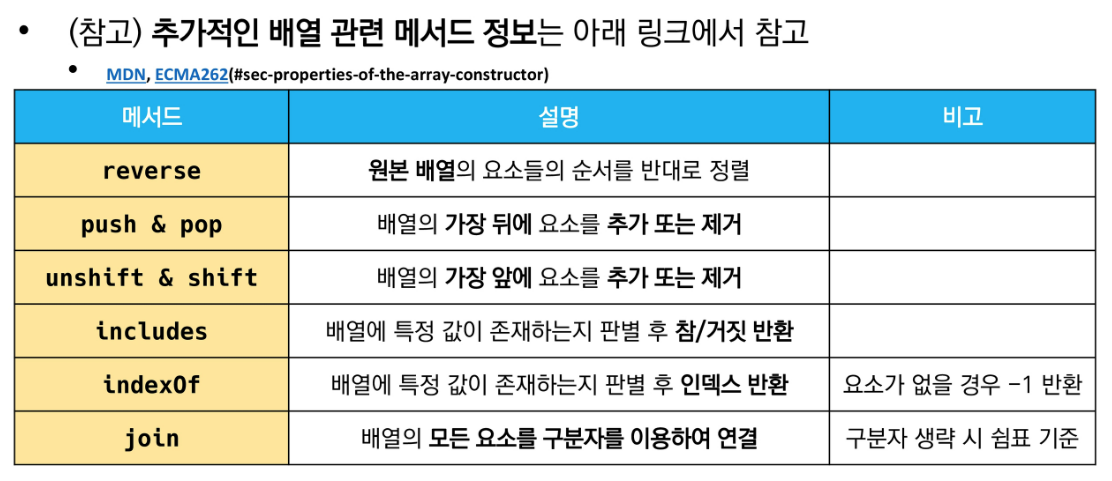 • (참고) 추가적인 배열 관련 메서드 정보는 아래 링크에서 참고
• MDN, ECMA262(#sec-properties-of-the-array-constructor)
메서드 설명 비고
reverse 원본 배열의 요소들의 순서를 반대로 정렬
push & pop 배열의 가장 뒤에 요소를 추가 또는 제거
unshift & shift 배열의 가장 앞에 요소를 추가 또는 제거
includes 배열에 특정 값이 존재하는지 판별 후 참/거짓 반환
indexOf 배열에 특정 값이 존재하는지 판별 후 인덱스 반환 요소가 없을 경우 -1 반환
join 배열의 모든 요소를 구분자를 이용하여 연결 구분자 생략 시 쉼표 기준